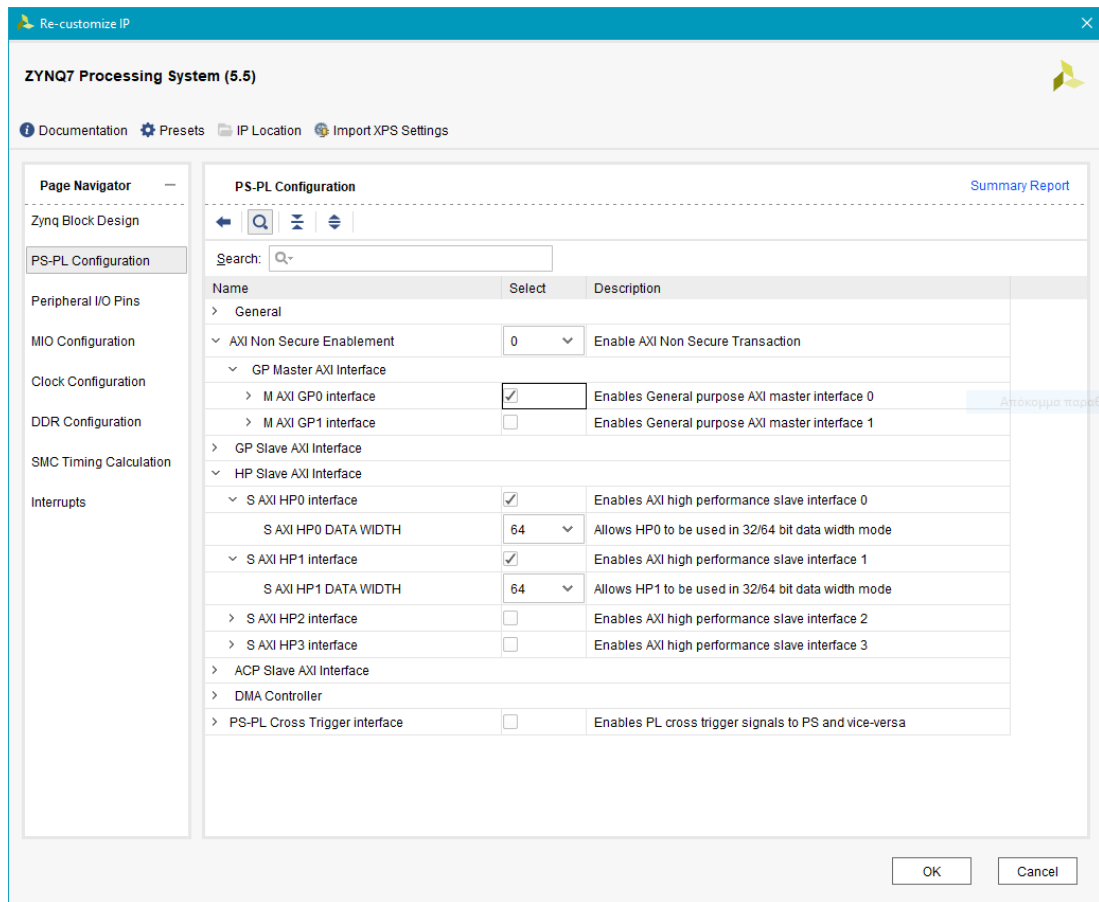 Re-customize IP
ZYNQ7 Processing System (5.5)
Documentation Presets IP Location Import XPS Settings
Page Navigator
Zynq Block Design
PS-PL Configuration
Peripheral I/O Pins
MIO Configuration
Clock Configuration
DDR Configuration
SMC Timing Calculation
Interrupts
PS-PL Configuration Summary Report
Search:
Name Select Description
General
AXI Non Secure Enablement 0 Enable AXI Non Secure Transaction
GP Master AXI Interface
M AXI GP0 interface Enables General purpose AXI master interface 0
M AXI GP1 interface Enables General purpose AXI master interface 1
GP Slave AXI Interface
HP Slave AXI Interface
S AXI HP0 interface Enables AXI high performance slave interface 0
S AXI HP0 DATA WIDTH 64 Allows HP0 to be used in 32/64 bit data width mode
S AXI HP1 interface Enables AXI high performance slave interface 1
S AXI HP1 DATA WIDTH 64 Allows HP1 to be used in 32/64 bit data width mode
S AXI HP2 interface Enables AXI high performance slave interface 2
S AXI HP3 interface Enables AXI high performance slave interface 3
ACP Slave AXI Interface
DMA Controller
PS-PL Cross Trigger interface Enables PL cross trigger signals to PS and vice-versa
Απόκομμα
OK Cancel